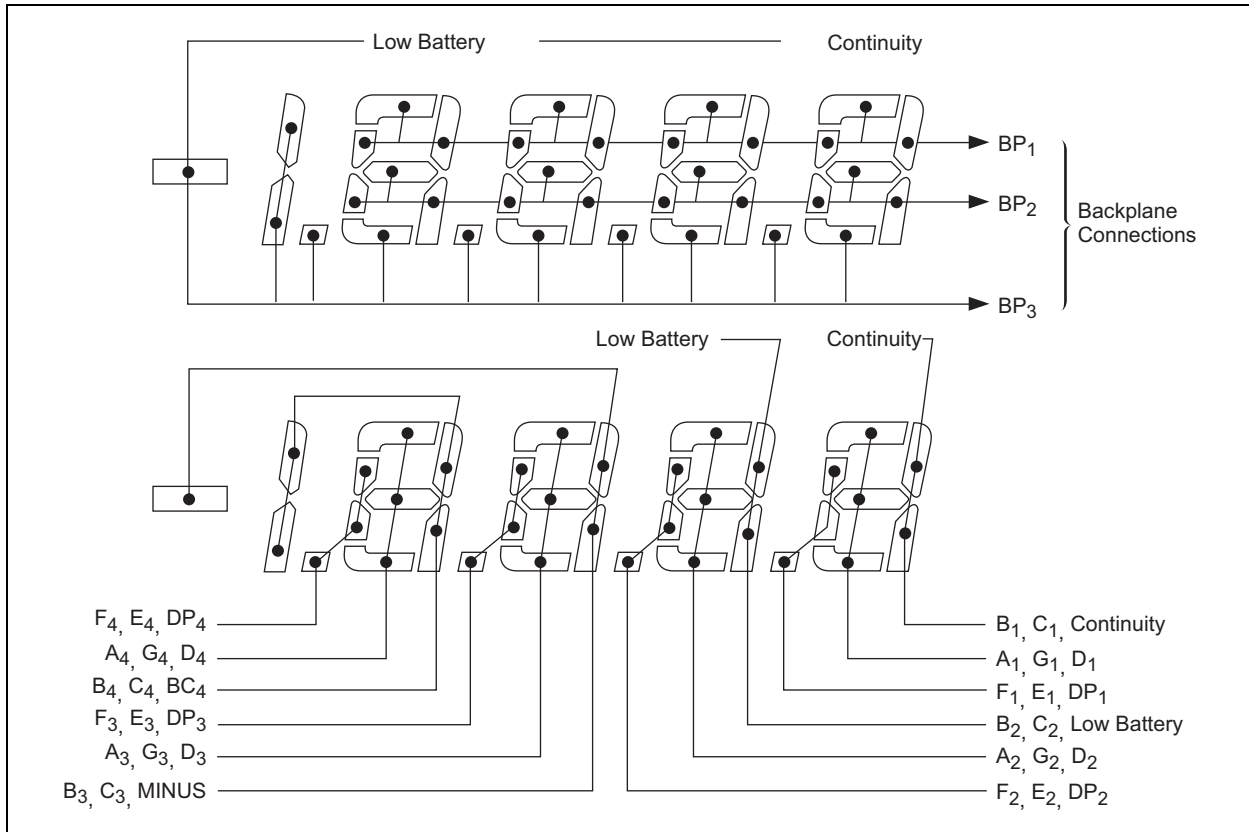 Low Battery Continuity
BP1
BP2
Backplane
Connections
BP3
Low Battery Continuity
F4, E4, DP4
A4, G4, D4
B4, C4, BC4
F3, E3, DP3
A3, G3, D3
B3, C3, MINUS
B1, C1, Continuity
A1, G1, D1
F1, E1, DP1
B2, C2, Low Battery
A2, G2, D2
F2, E2, DP2